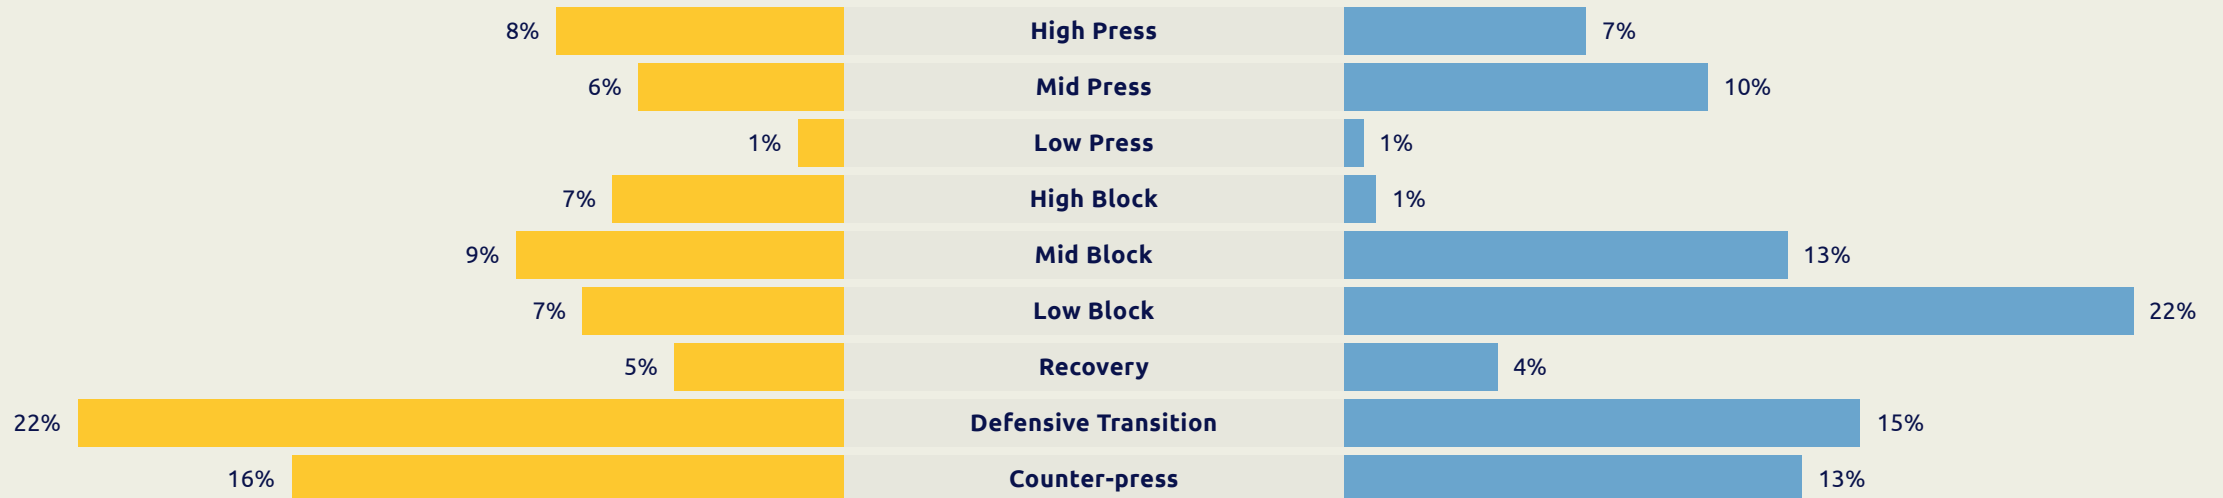 8% High Press 7%
6% Mid Press 10%
1% Low Press 1%
7% High Block 1%
9% Mid Block 13%
7% Low Block 22%
5% Recovery 4%
22% Defensive Transition 15%
16% Counter-press 13%